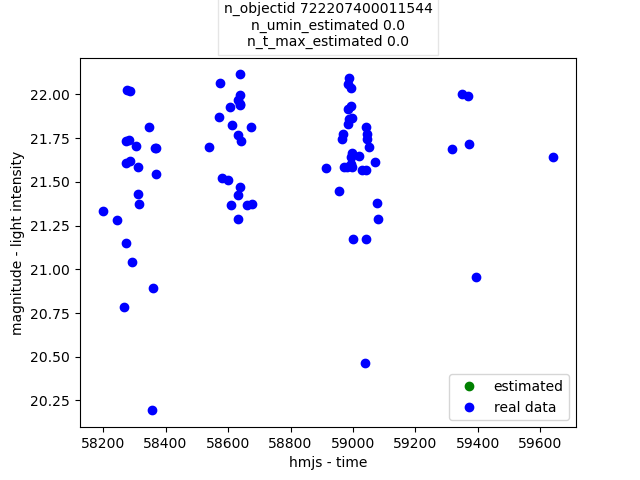 n_objectid 722207400011544
n_umin_estimated 0.0
n_t_max_estimated 0.0
22.00
21.75
21.50
21.25
21.00
20.75
20.50
20.25
magnitude - light intensity
estimated
real data
58200 58400 58600 58800 59000 59200 59400 59600
hmjs - time